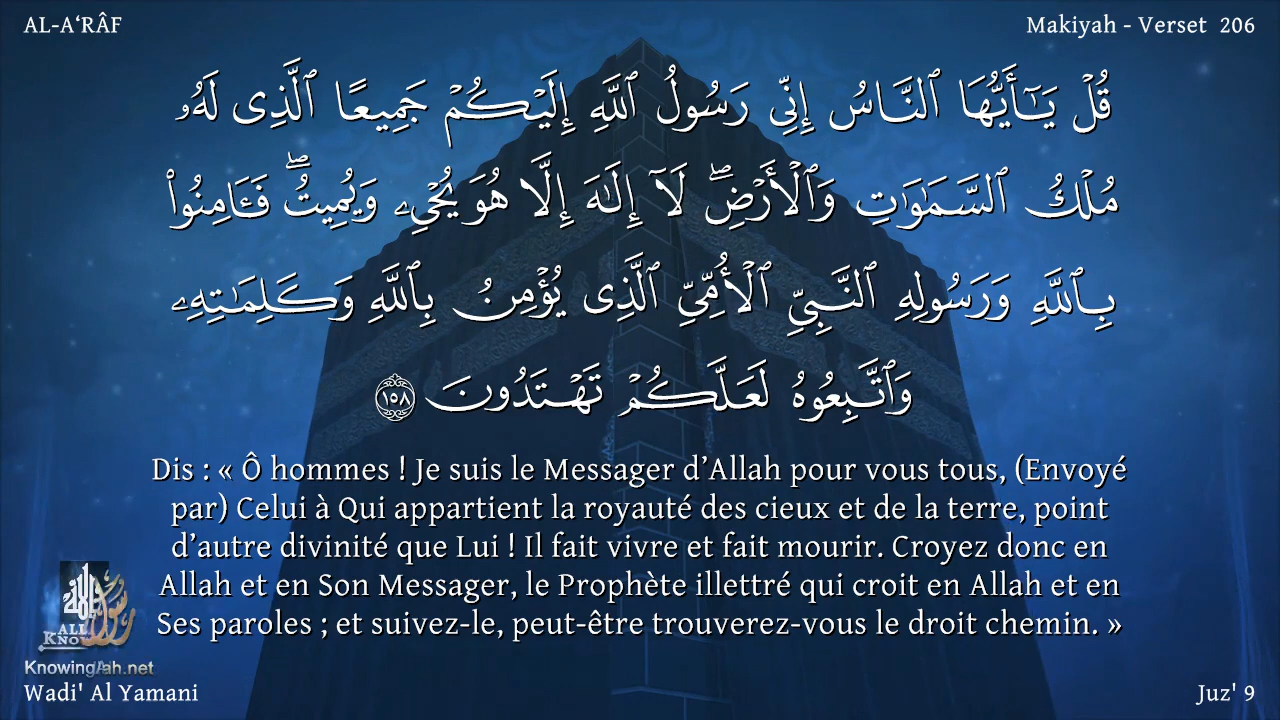 AL-A‘RÂF
Makiyah - Verset 206
قُلْ يَـٰٓأَيُّهَا ٱلنَّاسُ إِنِّى رَسُولُ ٱللَّهِ إِلَيْكُمْ جَمِيعًا ٱلَّذِى لَهُۥ
مُلْكُ ٱلسَّمَـٰوَٰتِ وَٱلْأَرْضِ ۖ لَآ إِلَـٰهَ إِلَّا هُوَ يُحْىِۦ وَيُمِيتُ ۖ فَـَٔامِنُوا۟
بِٱللَّهِ وَرَسُولِهِ ٱلنَّبِىِّ ٱلْأُمِّىِّ ٱلَّذِى يُؤْمِنُ بِٱللَّهِ وَكَلِمَـٰتِهِۦ
وَٱتَّبِعُوهُ لَعَلَّكُمْ تَهْتَدُونَ ١٥٨
Dis : « Ô hommes ! Je suis le Messager d’Allah pour vous tous, (Envoyé
par) Celui à Qui appartient la royauté des cieux et de la terre, point
d’autre divinité que Lui ! Il fait vivre et fait mourir. Croyez donc en
Allah et en Son Messager, le Prophète illettré qui croit en Allah et en
Ses paroles ; et suivez-le, peut-être trouverez-vous le droit chemin. »
Wadi' Al Yamani
Juz' 9